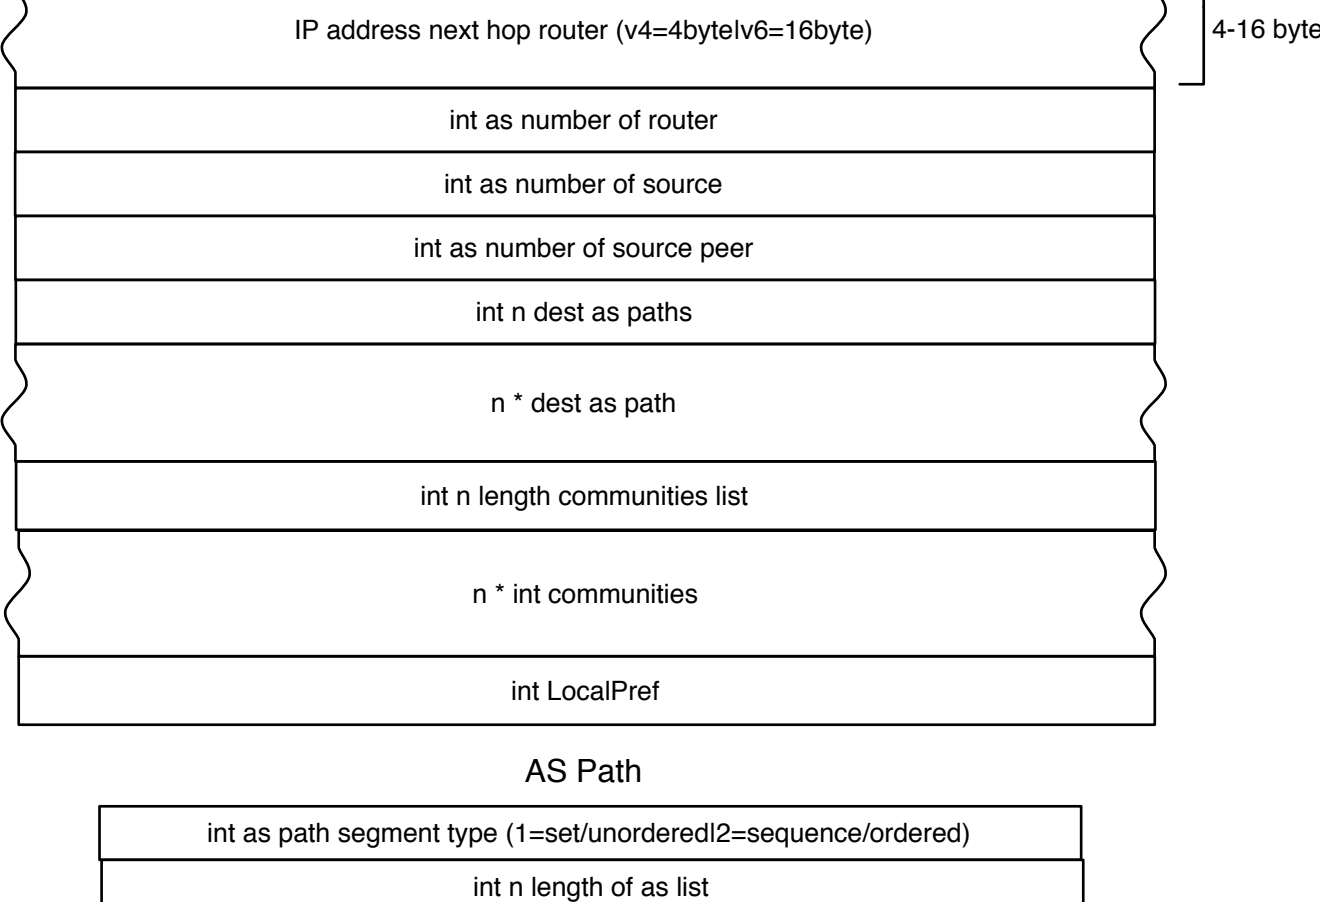 IP address next hop router (v4=4byte|v6=16byte)
4-16 byte
int as number of router
int as number of source
int as number of source peer
int n dest as paths
n * dest as path
int n length communities list
n * int communities
int LocalPref
AS Path
int as path segment type (1=set/unordered|2=sequence/ordered)
int n length of as list